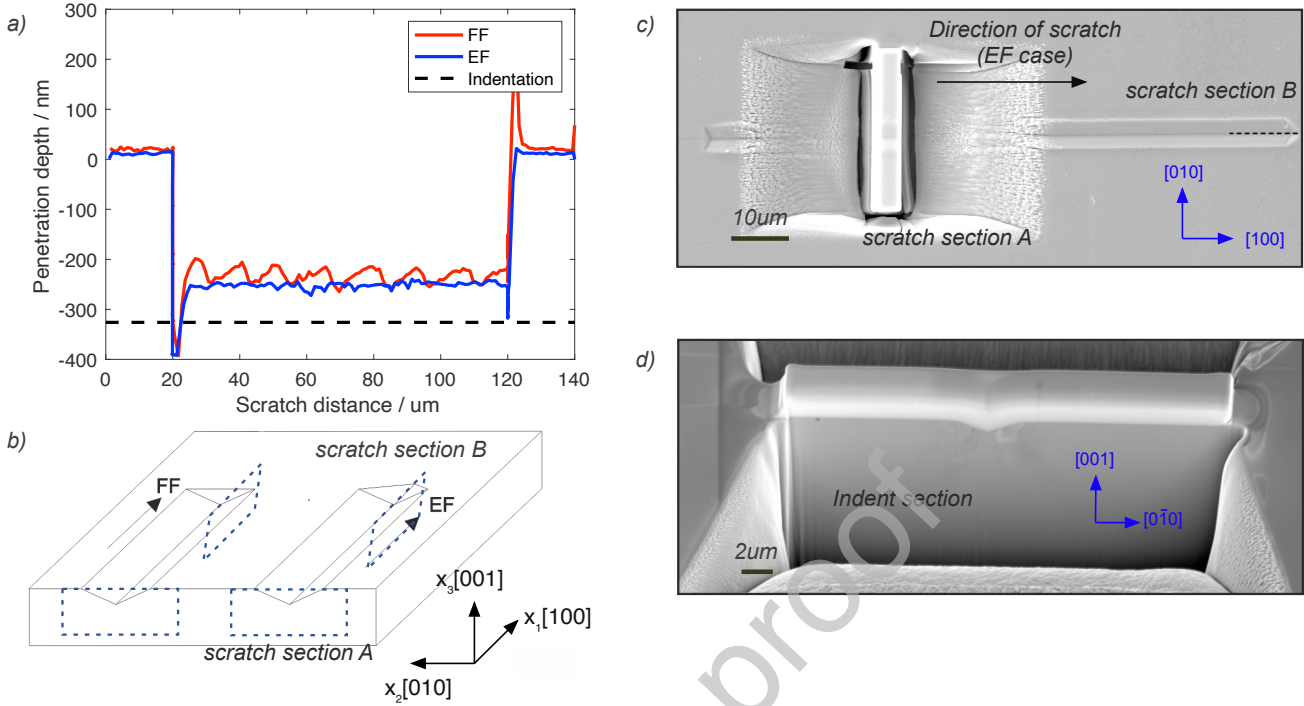 a)
300
200
100
0
-100
-200
-300
-400
Penetration depth / nm
FF
EF
Indentation
0 20 40 60 80 100 120 140
Scratch distance / um
b)
scratch section B
FF
EF
scratch section A
x3[001]
x1[100]
x2[010]
c)
Direction of scratch
(EF case)
scratch section B
[010]
[100]
10um
scratch section A
d)
[001]
[01̄0]
Indent section
2um
proof